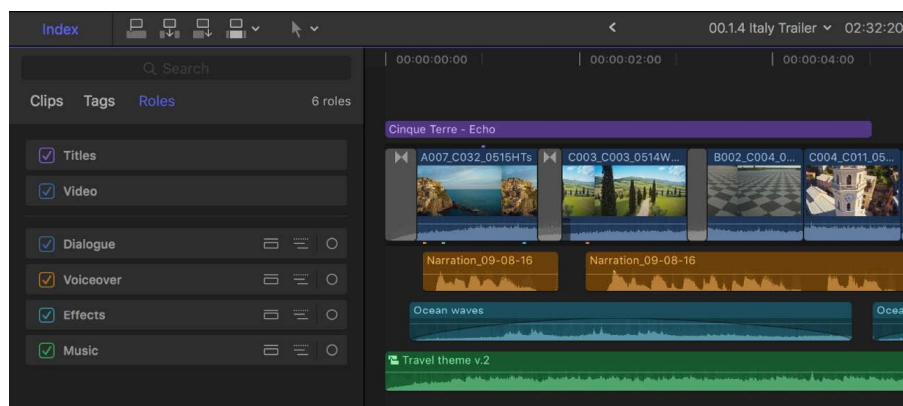 Index
00.1.4 Italy Trailer
02:32:20
Search
00:00:00:00
00:00:02:00
00:00:04:00
Clips
Tags
Roles
6 roles
Cinque Terre - Echo
Titles
A007_C032_0515HTs
C003_C003_0514W...
B002_C004_0...
C004_C011_05...
Video
Dialogue
Narration_09-08-16
Narration_09-08-16
Voiceover
Effects
Ocean waves
Ocea
Music
Travel theme v.2